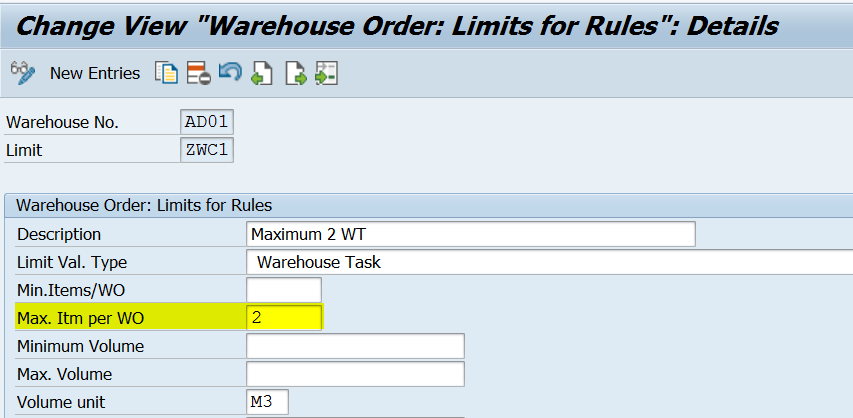 Change View "Warehouse Order: Limits for Rules": Details
New Entries
Warehouse No. AD01
Limit ZWC1
Warehouse Order: Limits for Rules
Description Maximum 2 WT
Limit Val. Type Warehouse Task
Min.Items/WO
Max. Itm per WO 2
Minimum Volume
Max. Volume
Volume unit M3